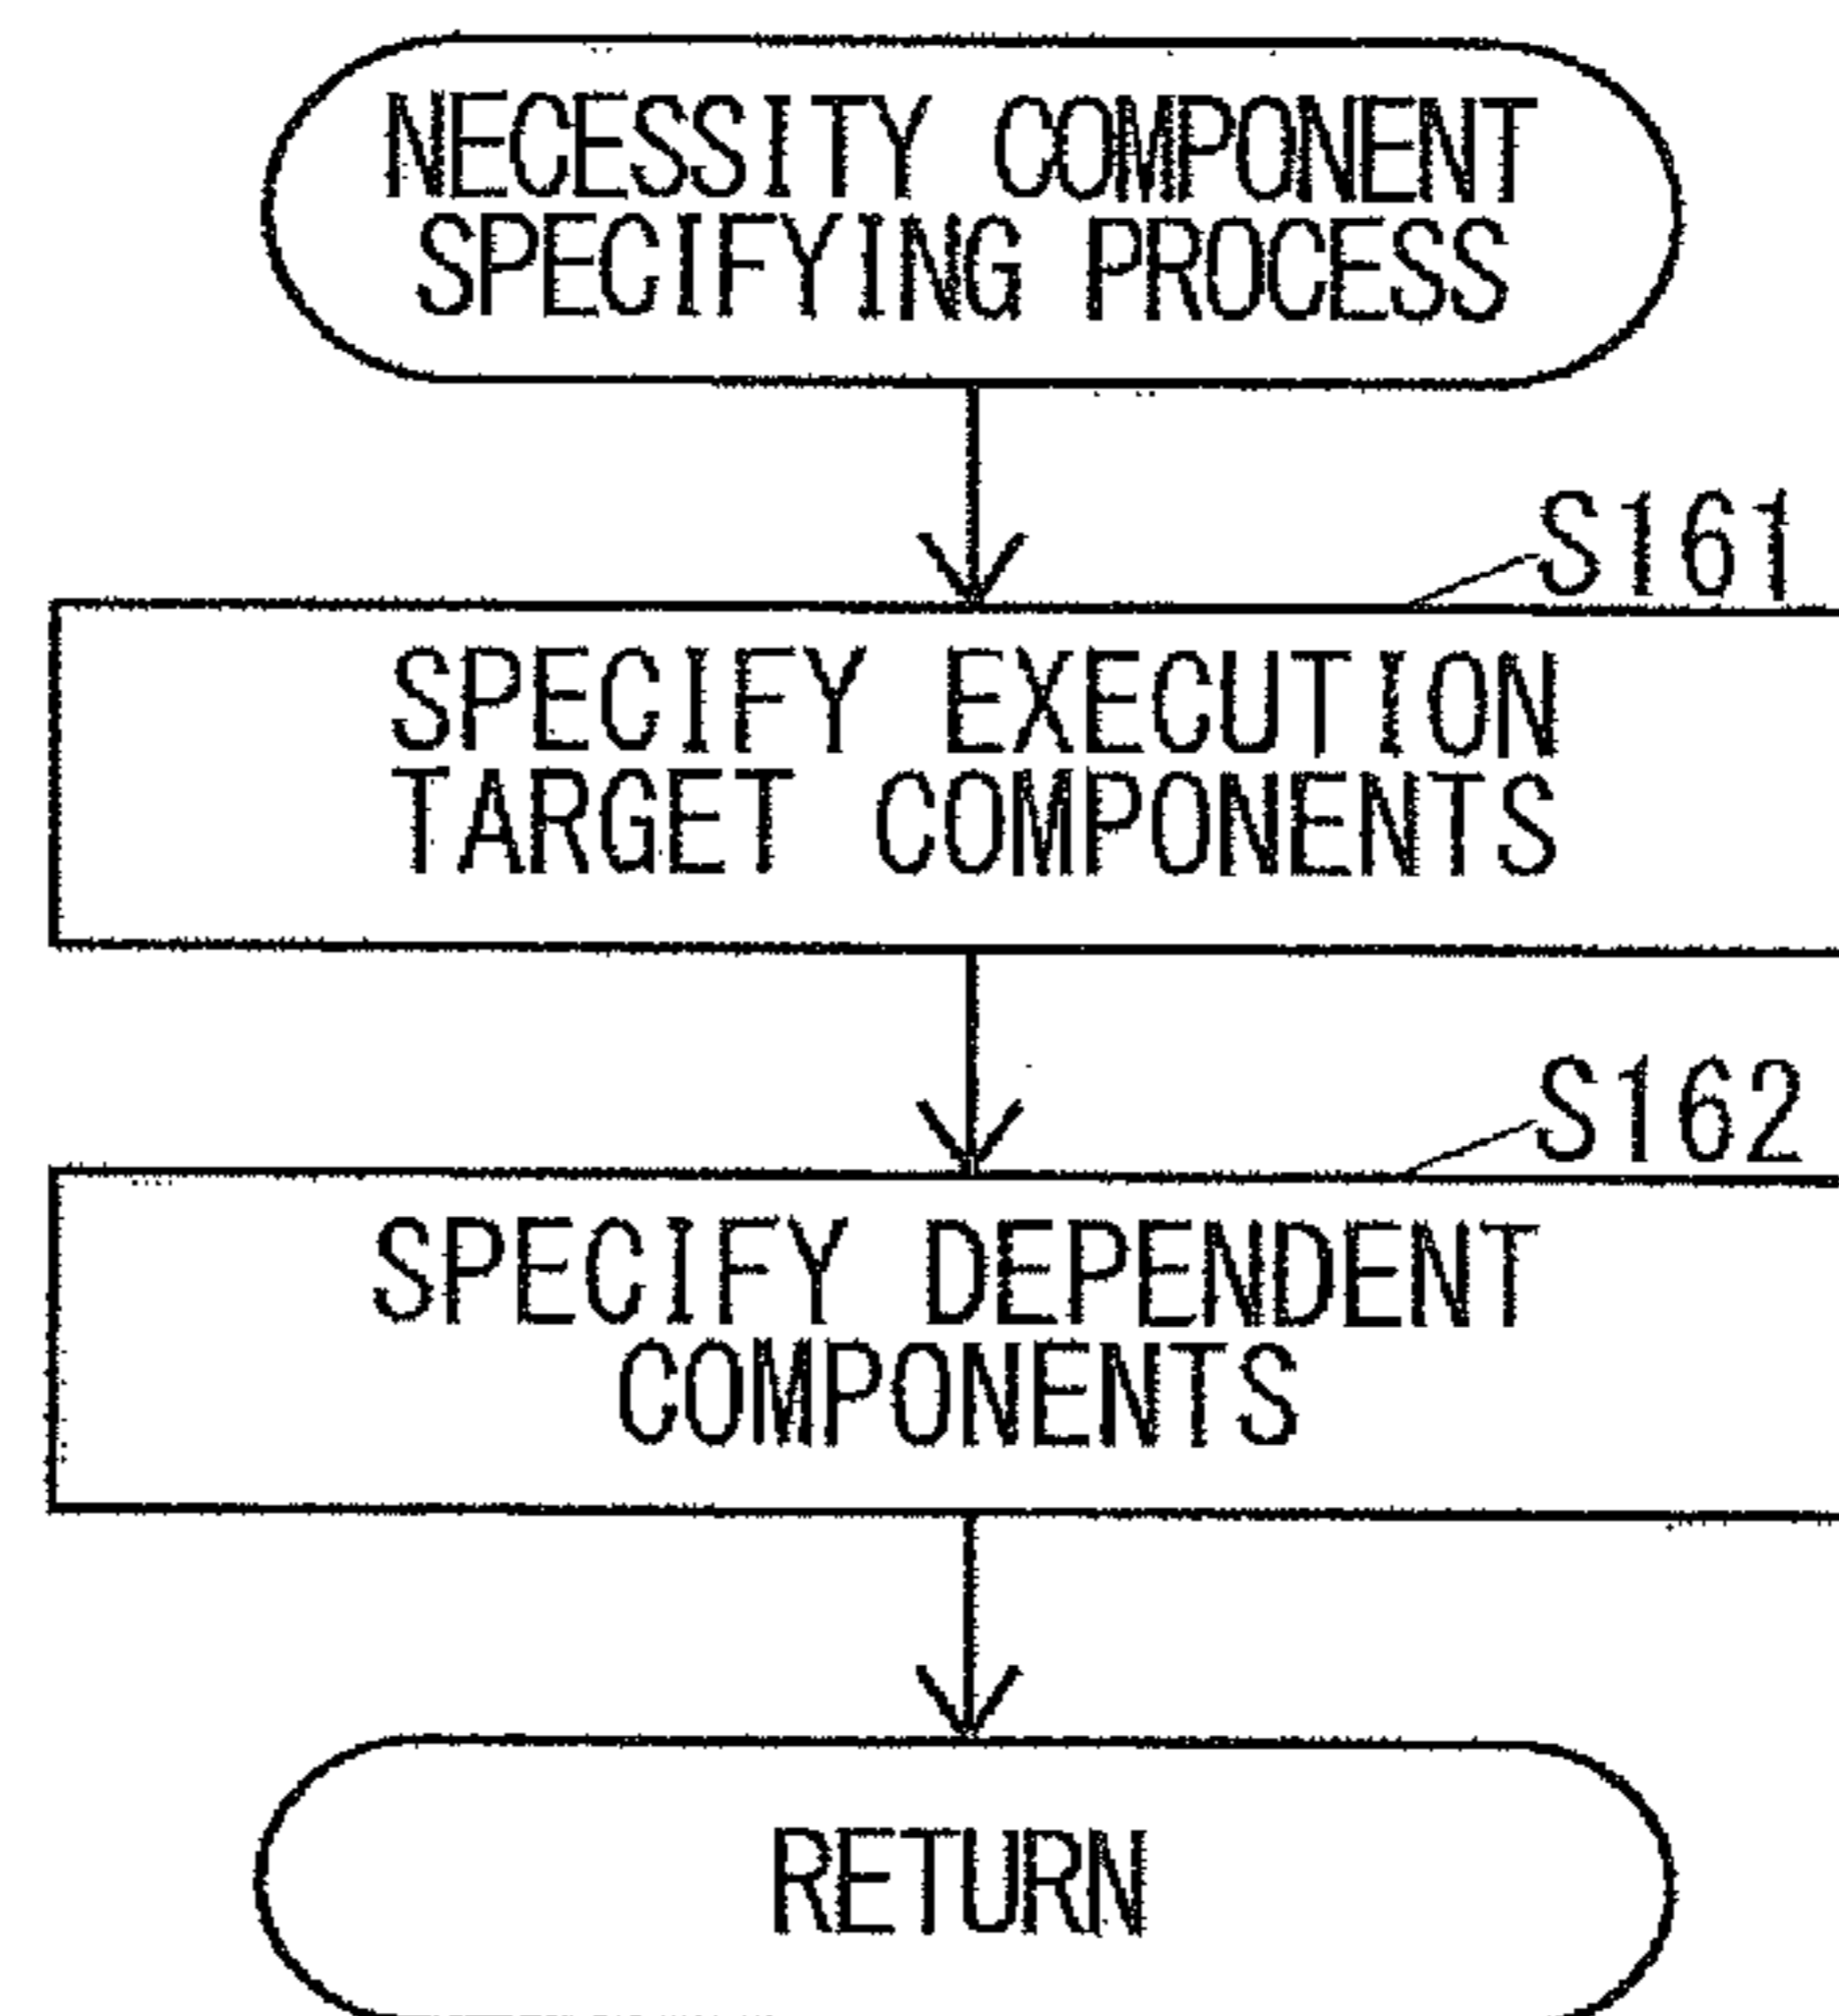 NECESSITY COMPONENT
SPECIFYING PROCESS
S161
SPECIFY EXECUTION
TARGET COMPONENTS
S162
SPECIFY DEPENDENT
COMPONENTS
RETURN